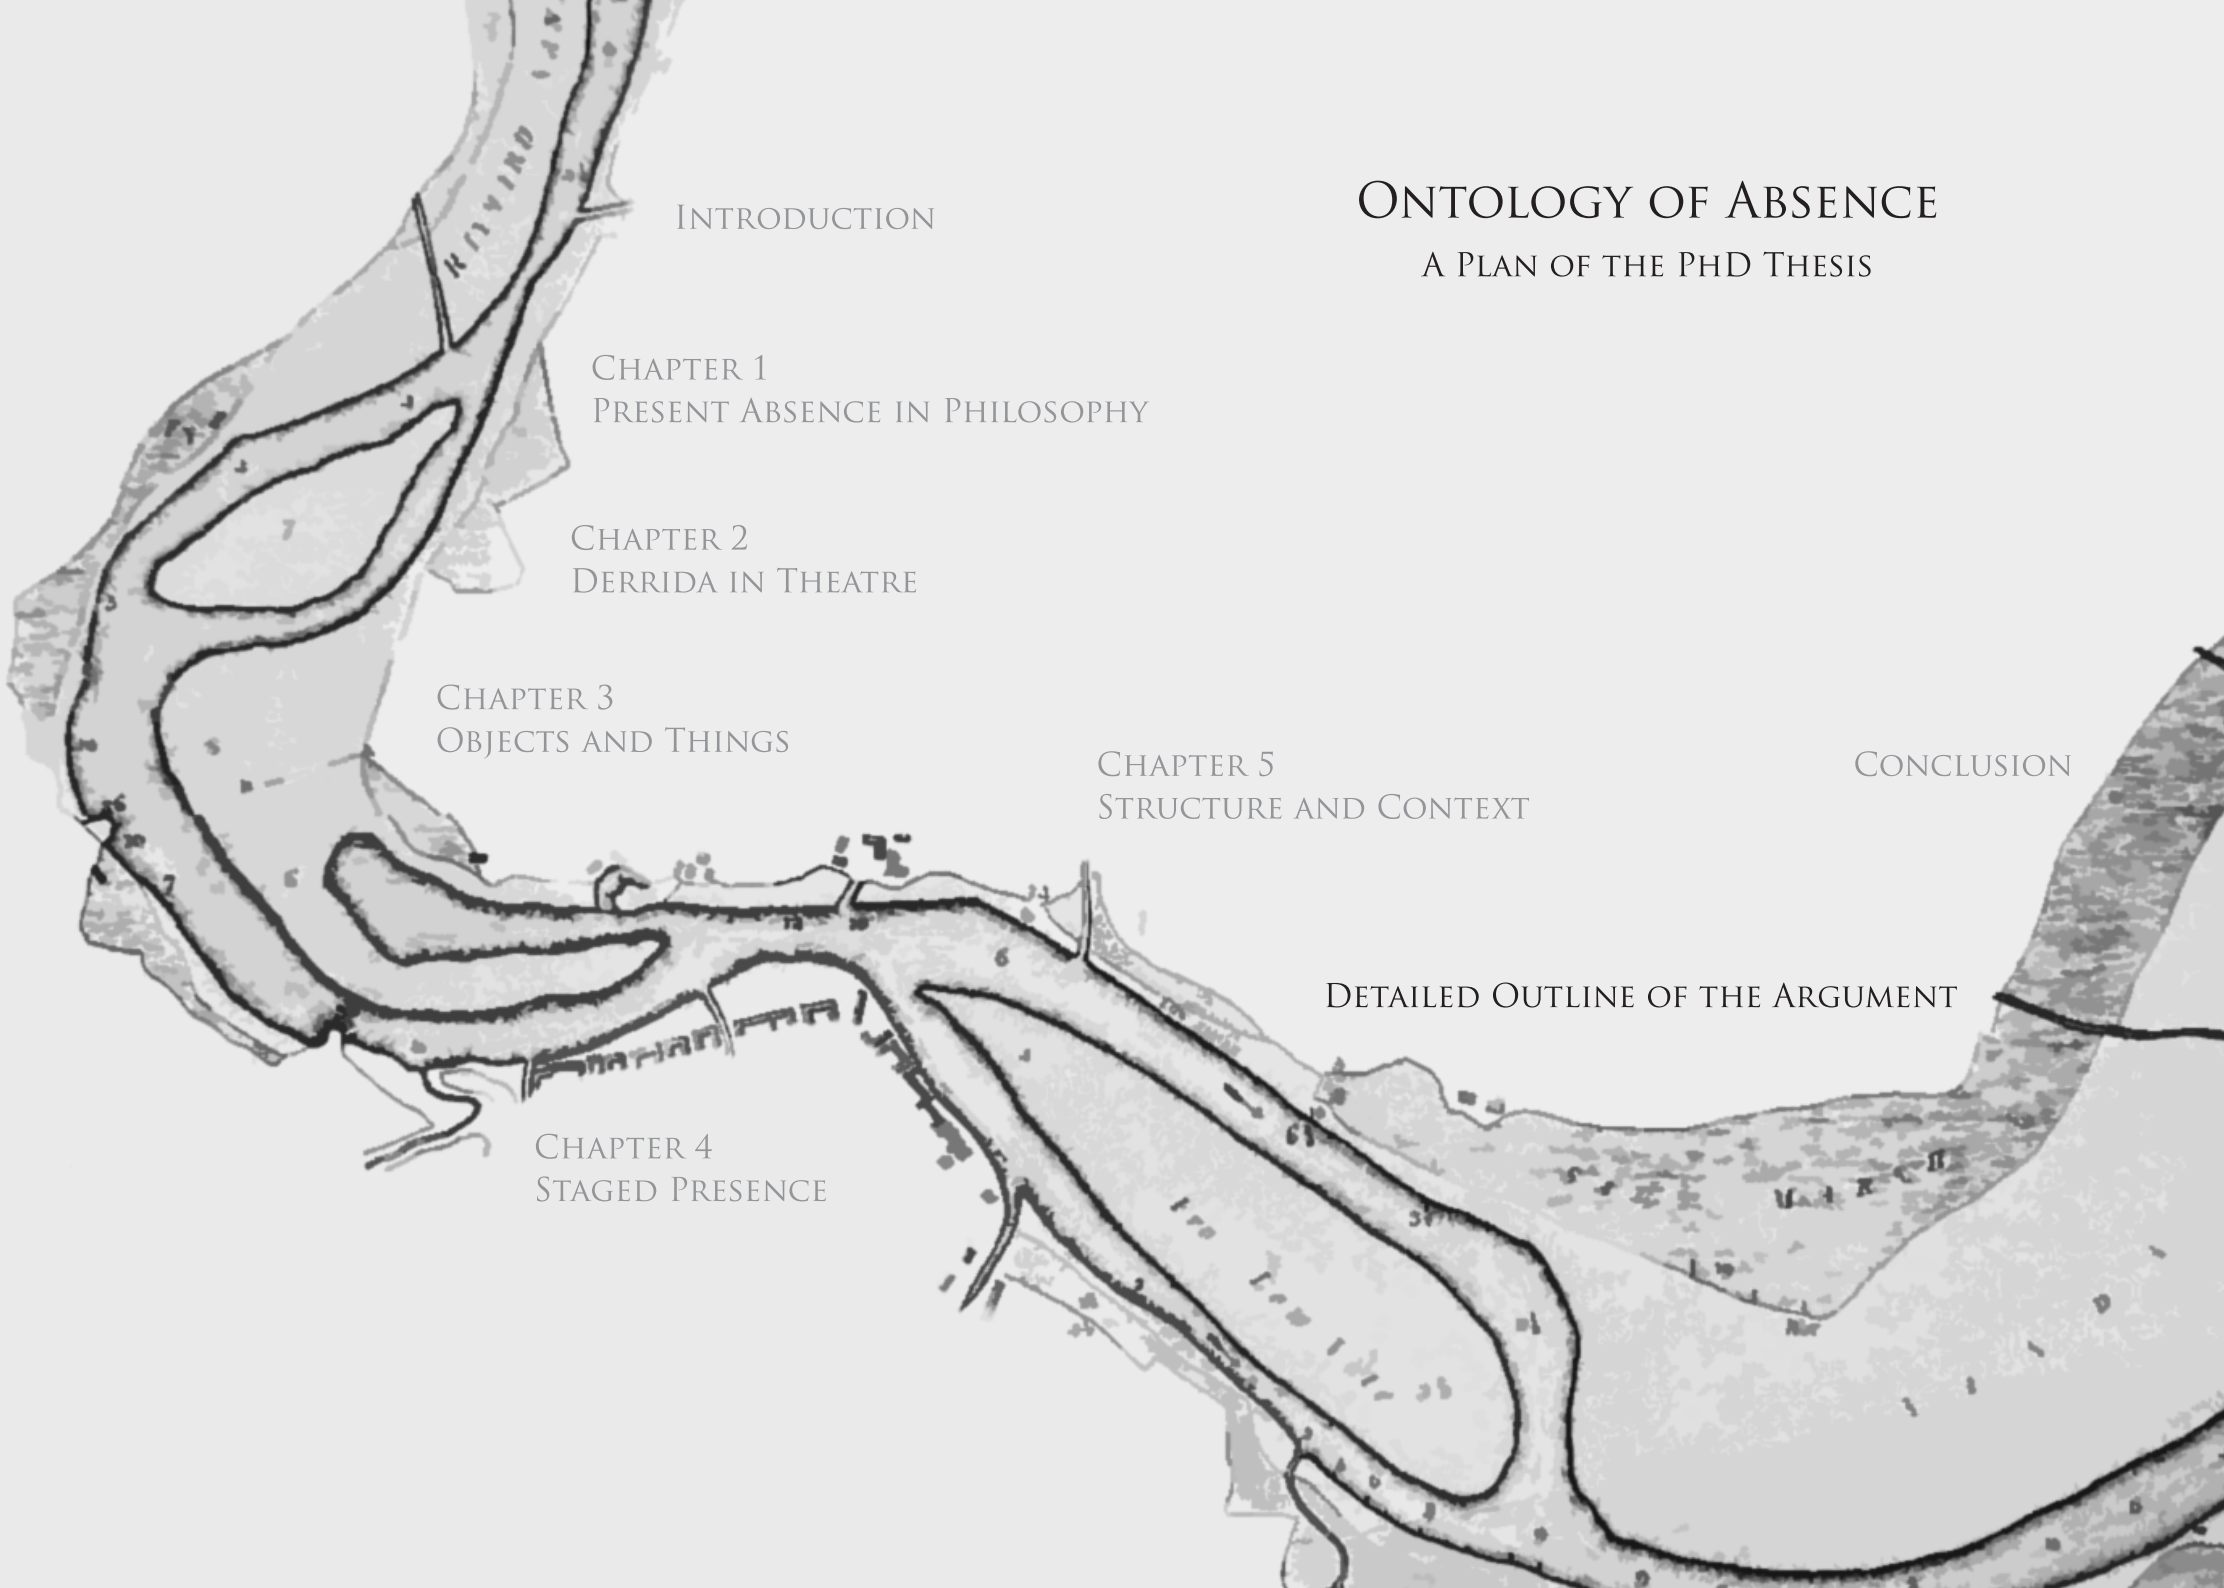 Ontology of Absence
A Plan of the PhD Thesis
Introduction
Chapter 1
Present Absence in Philosophy
Chapter 2
Derrida in Theatre
Chapter 3
Objects and Things
Chapter 5
Structure and Context
Conclusion
Detailed Outline of the Argument
Chapter 4
Staged Presence